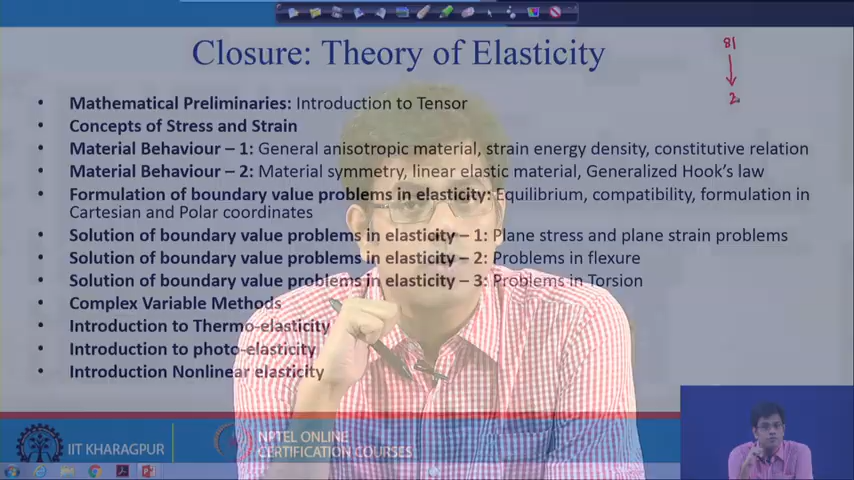 Closure: Theory of Elasticity
81
2
• Mathematical Preliminaries: Introduction to Tensor
• Concepts of Stress and Strain
• Material Behaviour – 1: General anisotropic material, strain energy density, constitutive relation
• Material Behaviour – 2: Material symmetry, linear elastic material, Generalized Hook's law
• Formulation of boundary value problems in elasticity: Equilibrium, compatibility, formulation in
Cartesian and Polar coordinates
• Solution of boundary value problems in elasticity – 1: Plane stress and plane strain problems
• Solution of boundary value problems in elasticity – 2: Problems in flexure
• Solution of boundary value problems in elasticity – 3: Problems in Torsion
• Complex Variable Methods
• Introduction to Thermo-elasticity
• Introduction to photo-elasticity
• Introduction Nonlinear elasticity
IIT KHARAGPUR
NPTEL ONLINE
CERTIFICATION COURSES